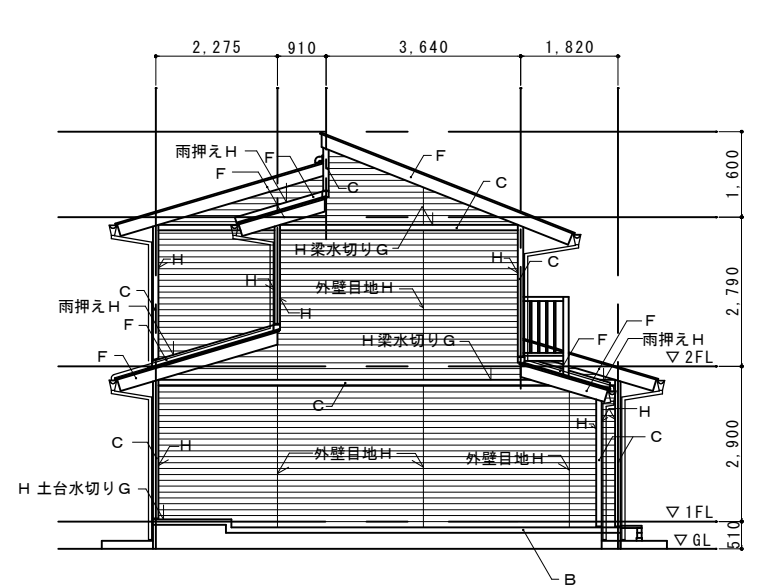 2,275
910
3,640
1,820
雨押えH
F
F
F
C
C
1,600
H梁水切りG
H
H
C
外壁目地H
H
H
C
2,790
雨押えH
F
F
F
F
H梁水切りG
雨押えH
▽2FL
C
H
H
C
H
外壁目地H
外壁目地H
C
2,900
H 土台水切りG
▽1FL
510
▽GL
B